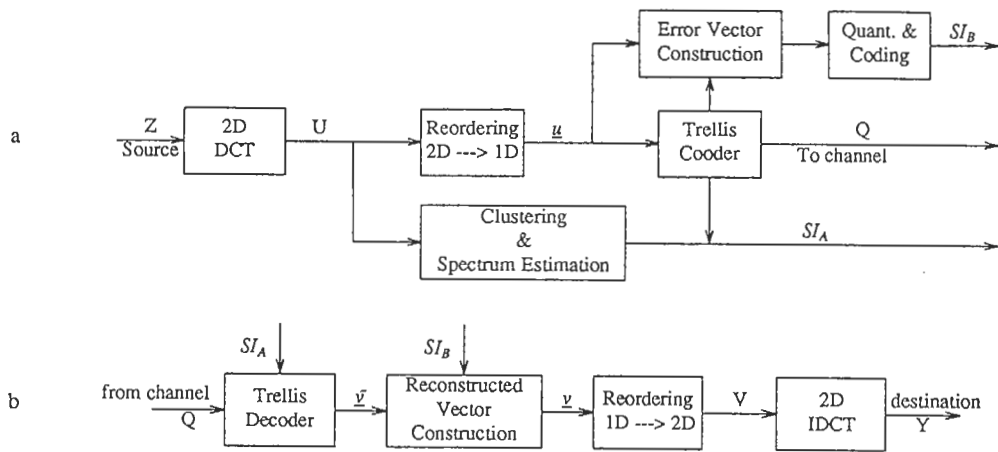 a
Z
Source
2D
DCT
U
Reordering
2D ---> 1D
u
Error Vector
Construction
Quant. &
Coding
SI_B
Trellis
Cooder
Q
To channel
Clustering
&
Spectrum Estimation
SI_A
b
from channel
Q
SI_A
Trellis
Decoder
ṽ
SI_B
Reconstructed
Vector
Construction
v
Reordering
1D ---> 2D
V
2D
IDCT
destination
Y